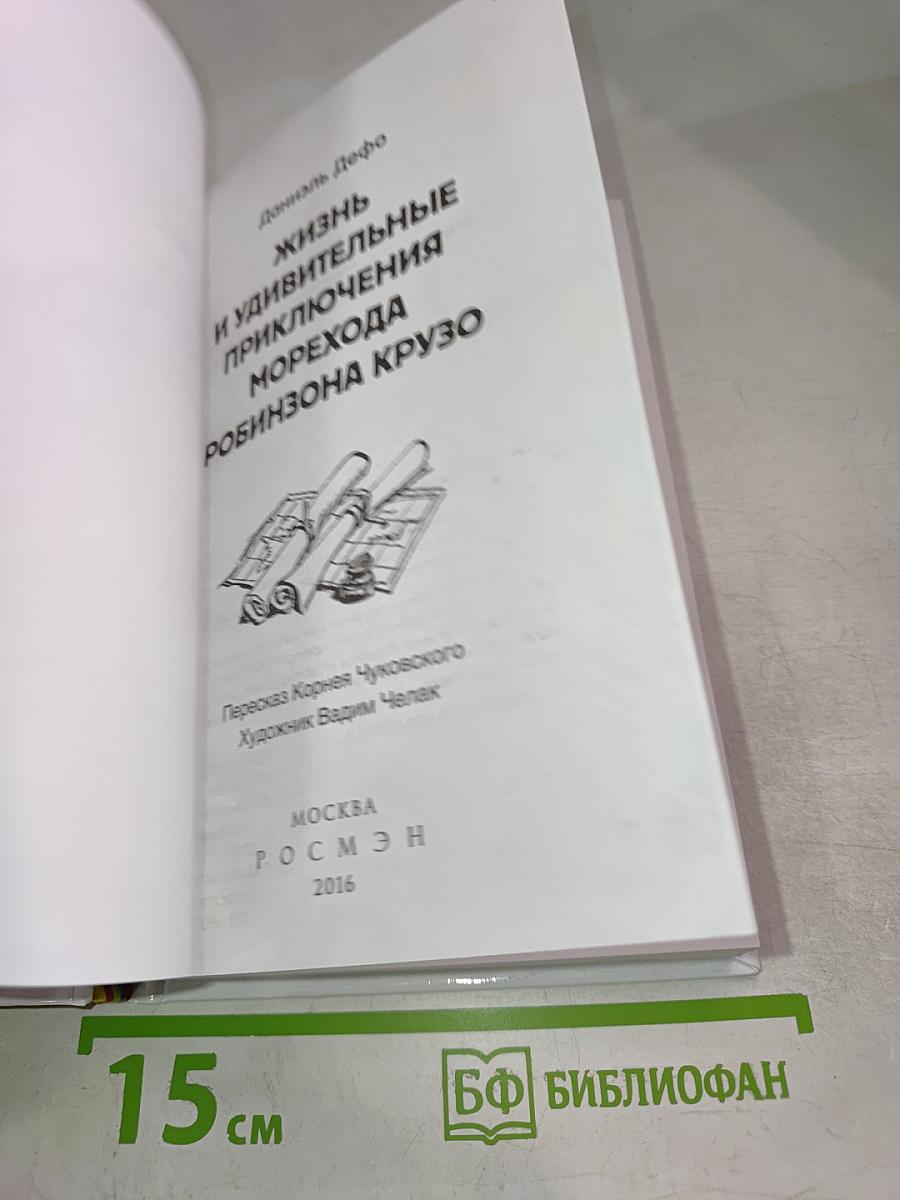 Даниэль Дефо
ЖИЗНЬ
И УДИВИТЕЛЬНЫЕ
ПРИКЛЮЧЕНИЯ
МОРЕХОДА
РОБИНЗОНА КРУЗО
Пересказ Корнея Чуковского
Художник Вадим Челак
МОСКВА
РОСМЭН
2016
15 см
БФ БИБЛИОФАН